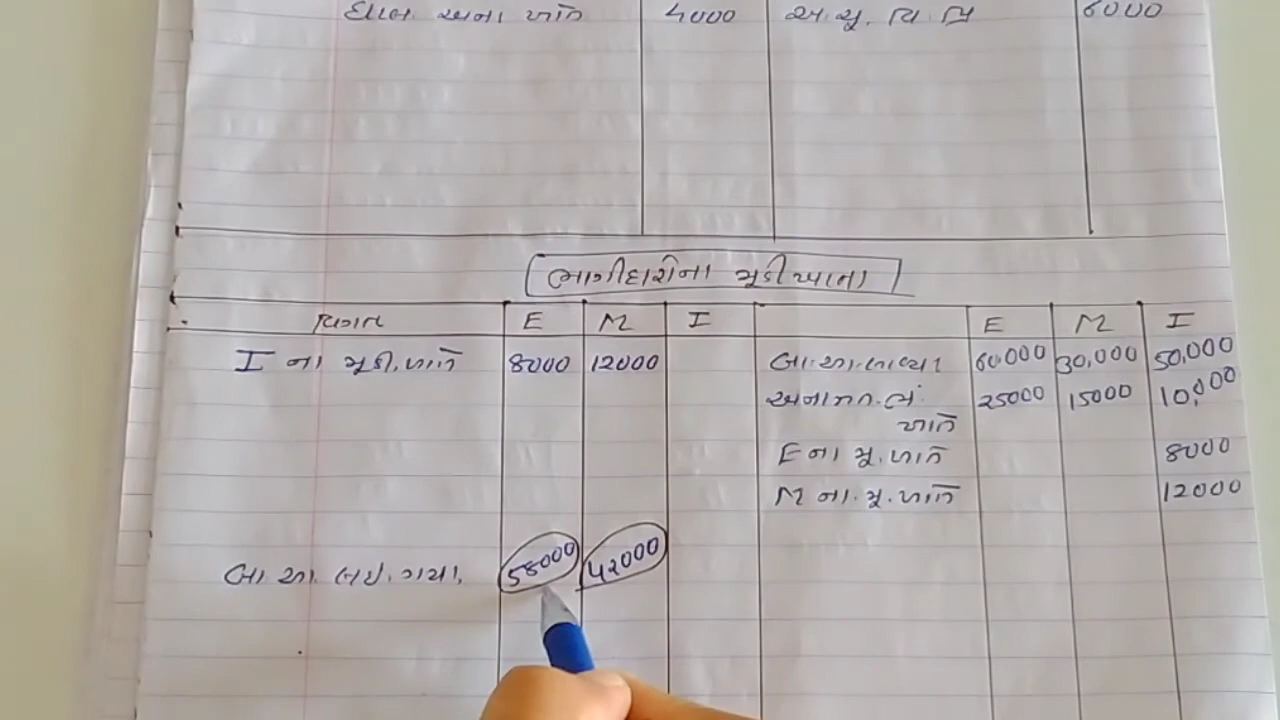 ઘાલખાધ અનામત ખાતે 4000 6000
ભાગીદારોના મૂડી ખાતા
વિગત E M I E M I
I ના મૂડી. ખાતે 8000 12000 બા. આ. લાવ્યા 60000 30,000 50,000
અનામત. ભં. 25000 15000 10,000
ખાતે
E ના મૂ. ખાતે 8000
M ના. મૂ. ખાતે 12000
બા. આ. લઈ. ગયા. 58000 42000